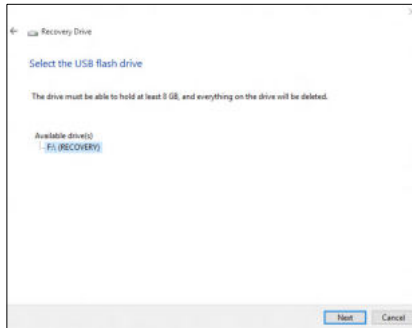 Recovery Drive
Select the USB flash drive
The drive must be able to hold at least 8 GB, and everything on the drive will be deleted.
Available drive(s)
F:\ (RECOVERY)
Next Cancel